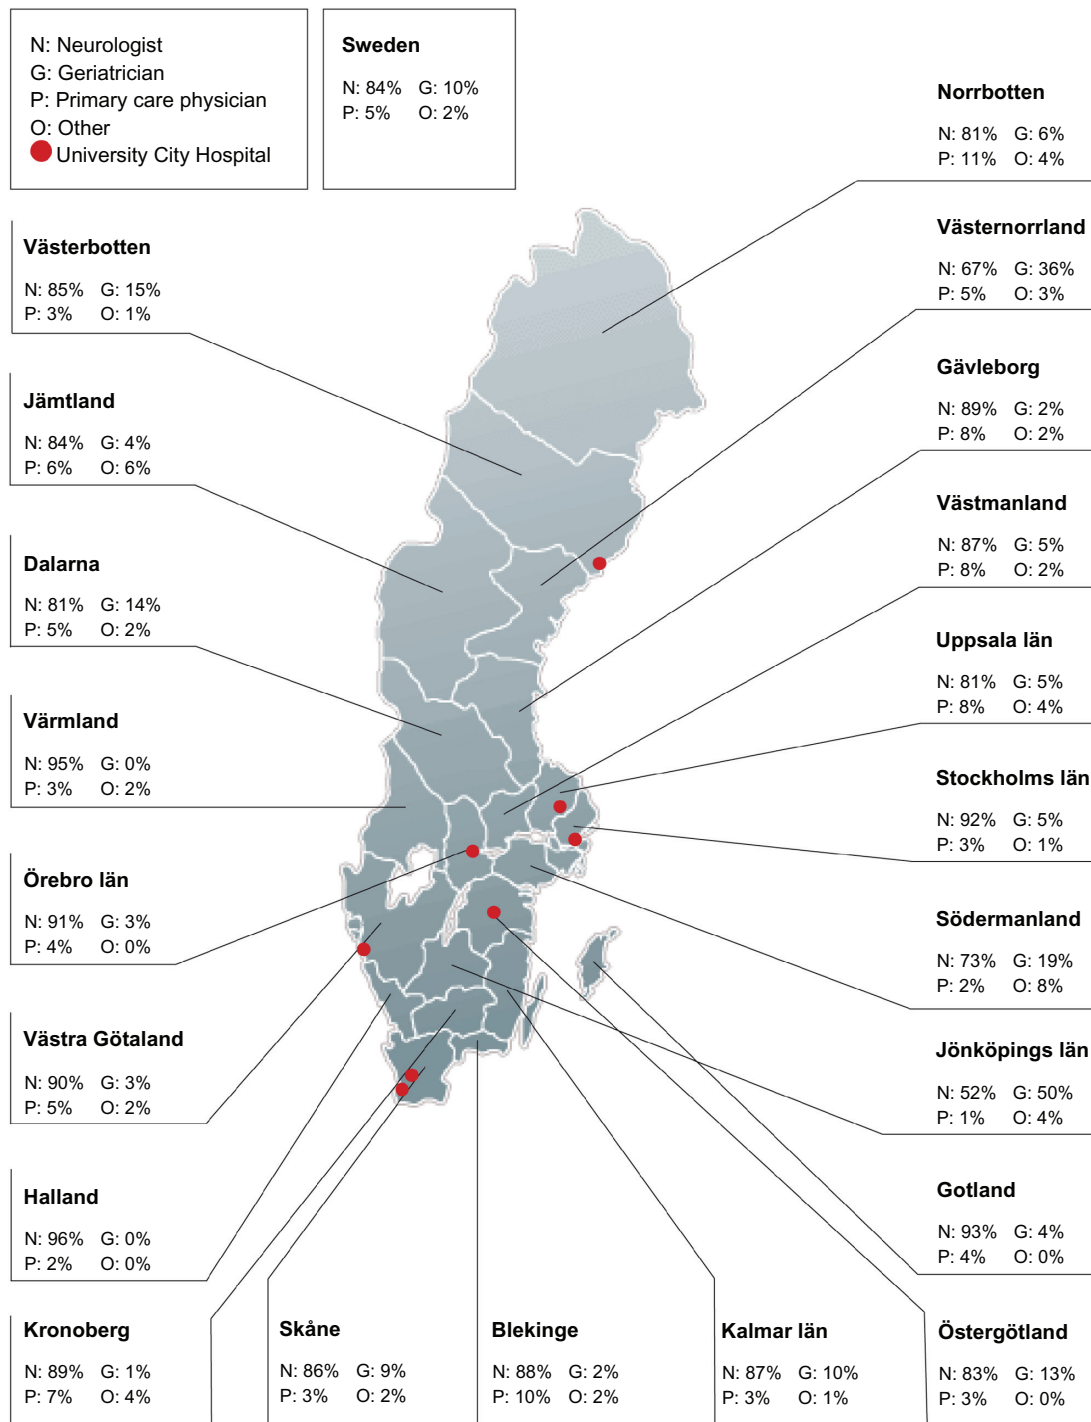 N: Neurologist
G: Geriatrician
P: Primary care physician
O: Other
University City Hospital
Sweden
N: 84% G: 10%
P: 5% O: 2%
Norrbotten
N: 81% G: 6%
P: 11% O: 4%
Västerbotten
N: 85% G: 15%
P: 3% O: 1%
Västernorrland
N: 67% G: 36%
P: 5% O: 3%
Jämtland
N: 84% G: 4%
P: 6% O: 6%
Gävleborg
N: 89% G: 2%
P: 8% O: 2%
Västmanland
N: 87% G: 5%
P: 8% O: 2%
Dalarna
N: 81% G: 14%
P: 5% O: 2%
Uppsala län
N: 81% G: 5%
P: 8% O: 4%
Värmland
N: 95% G: 0%
P: 3% O: 2%
Stockholms län
N: 92% G: 5%
P: 3% O: 1%
Örebro län
N: 91% G: 3%
P: 4% O: 0%
Södermanland
N: 73% G: 19%
P: 2% O: 8%
Västra Götaland
N: 90% G: 3%
P: 5% O: 2%
Jönköpings län
N: 52% G: 50%
P: 1% O: 4%
Halland
N: 96% G: 0%
P: 2% O: 0%
Gotland
N: 93% G: 4%
P: 4% O: 0%
Kronoberg
N: 89% G: 1%
P: 7% O: 4%
Skåne
N: 86% G: 9%
P: 3% O: 2%
Blekinge
N: 88% G: 2%
P: 10% O: 2%
Kalmar län
N: 87% G: 10%
P: 3% O: 1%
Östergötland
N: 83% G: 13%
P: 3% O: 0%